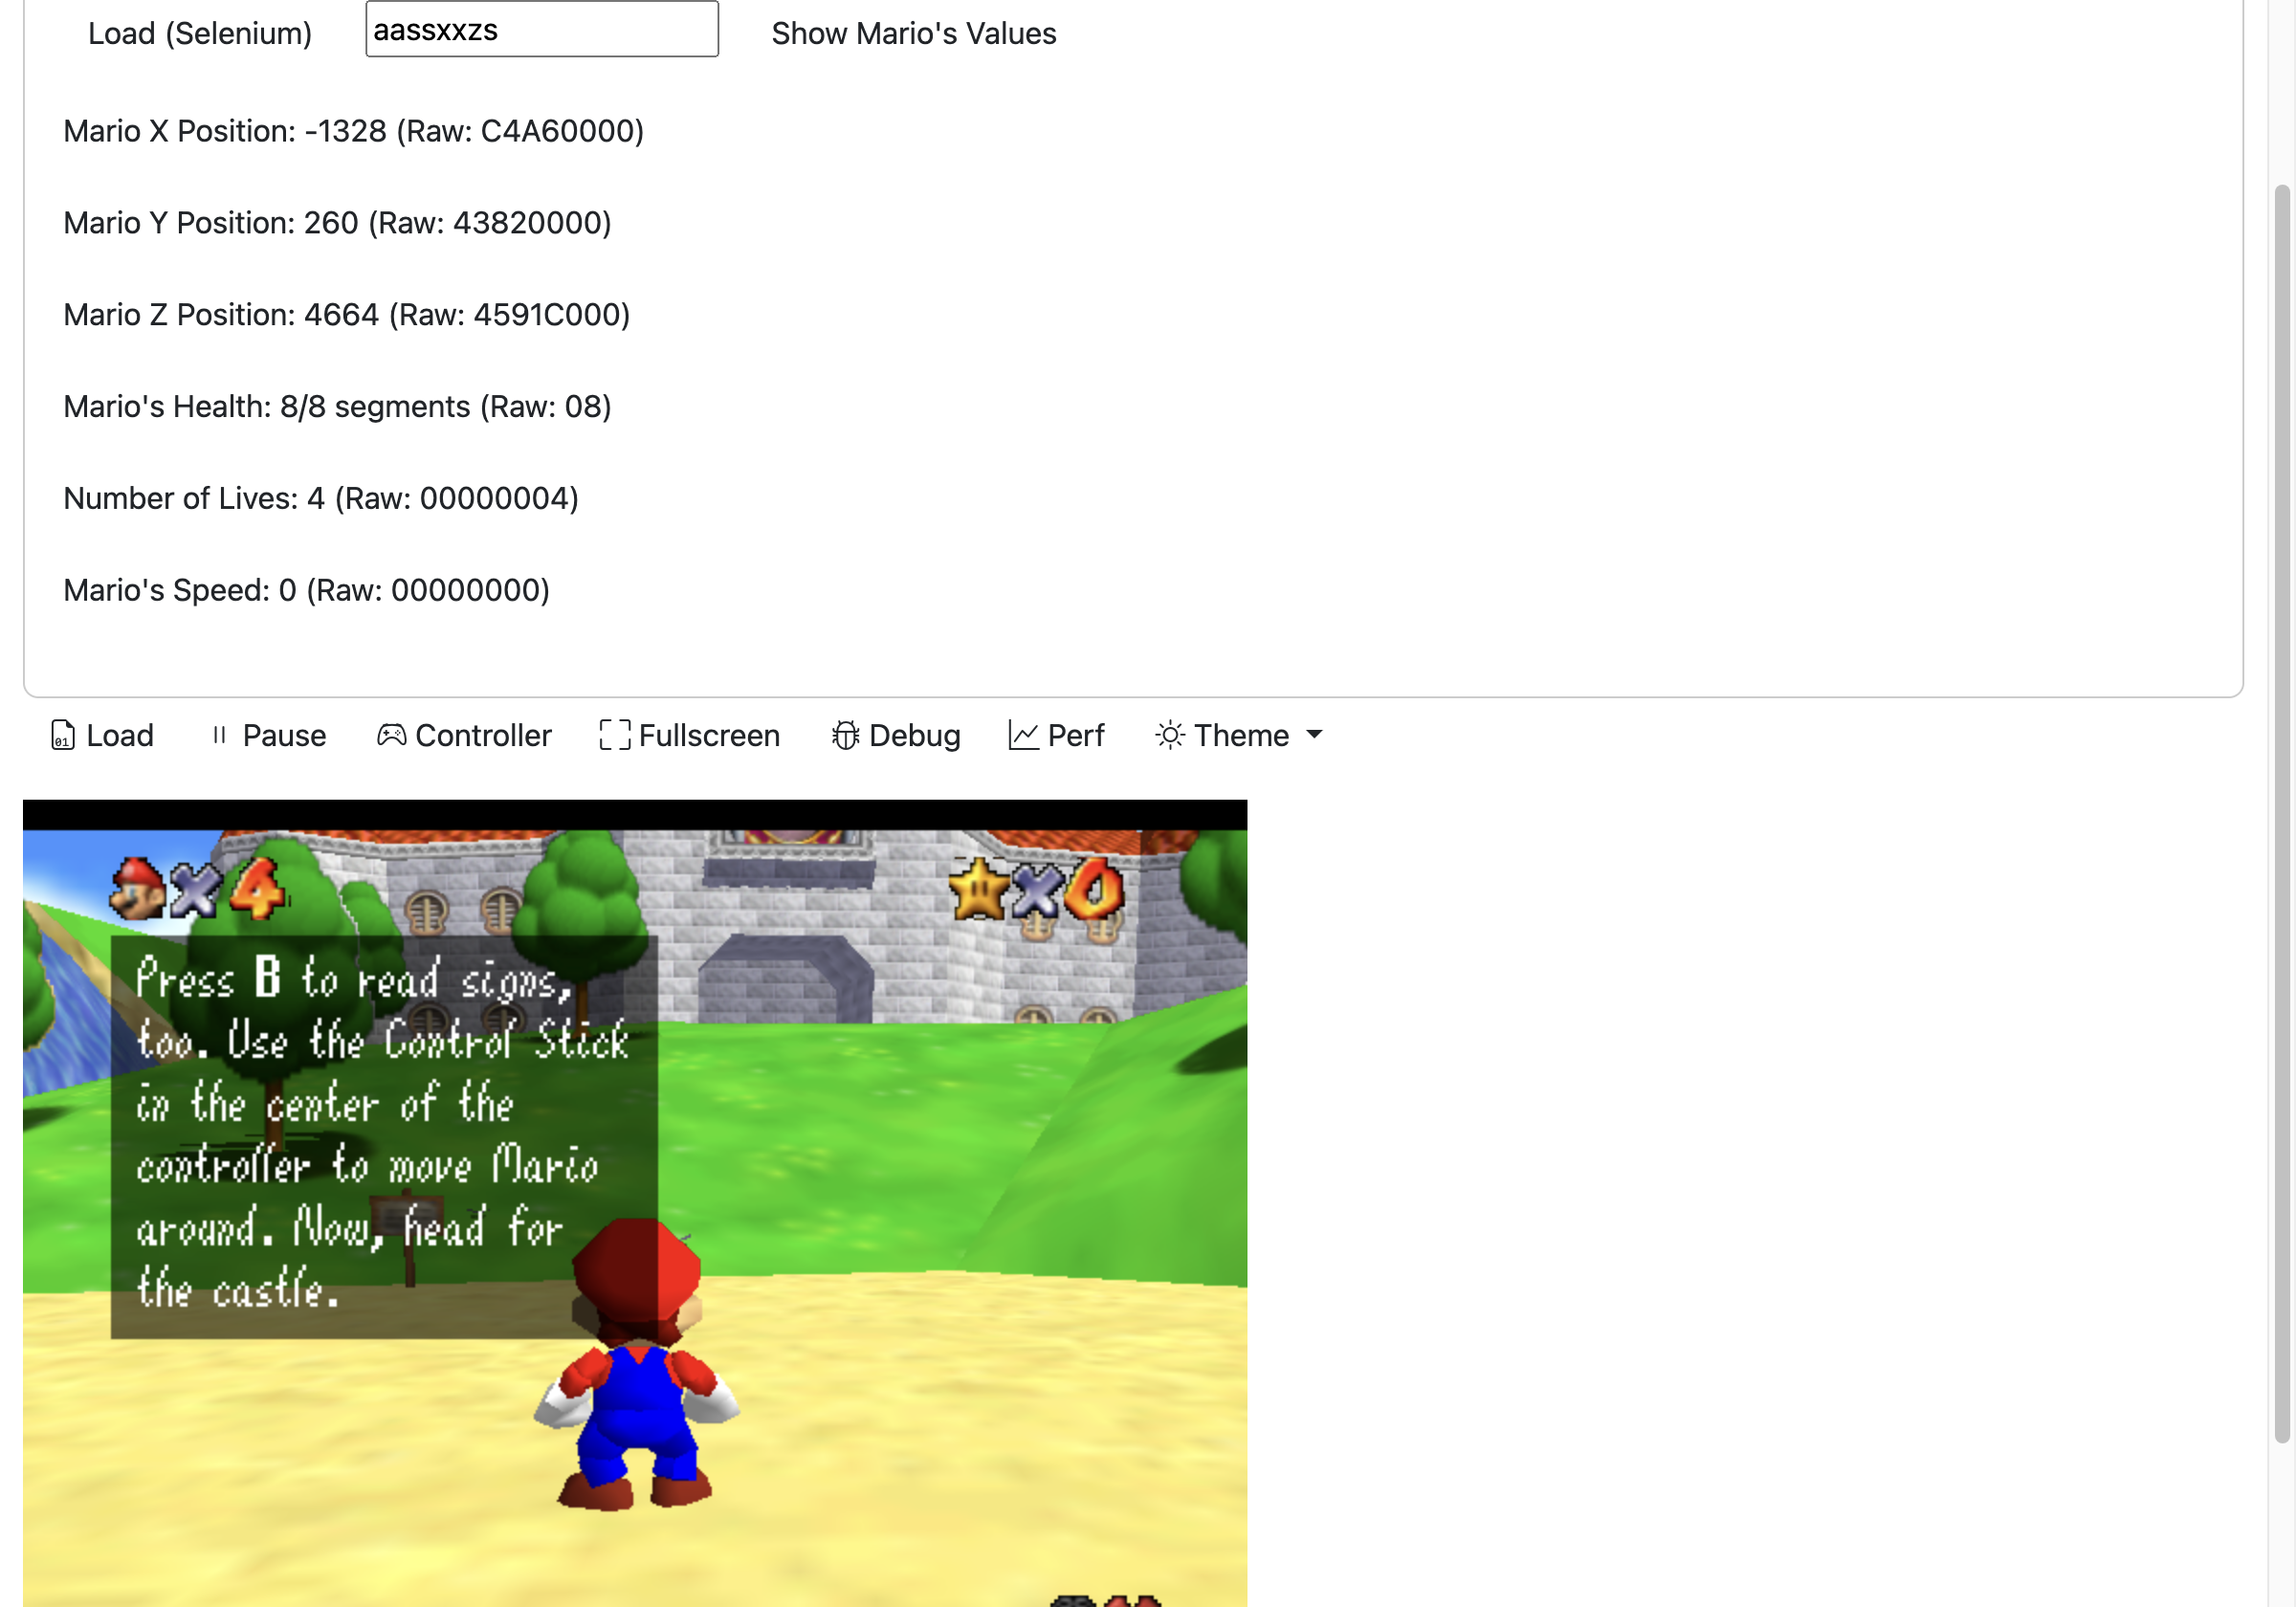 Load (Selenium) aassxxzs Show Mario's Values
Mario X Position: -1328 (Raw: C4A60000)
Mario Y Position: 260 (Raw: 43820000)
Mario Z Position: 4664 (Raw: 4591C000)
Mario's Health: 8/8 segments (Raw: 08)
Number of Lives: 4 (Raw: 00000004)
Mario's Speed: 0 (Raw: 00000000)
Load Pause Controller Fullscreen Debug Perf Theme
×4 ×0
Press B to read signs,
too. Use the Control Stick
in the center of the
controller to move Mario
around. Now, head for
the castle.